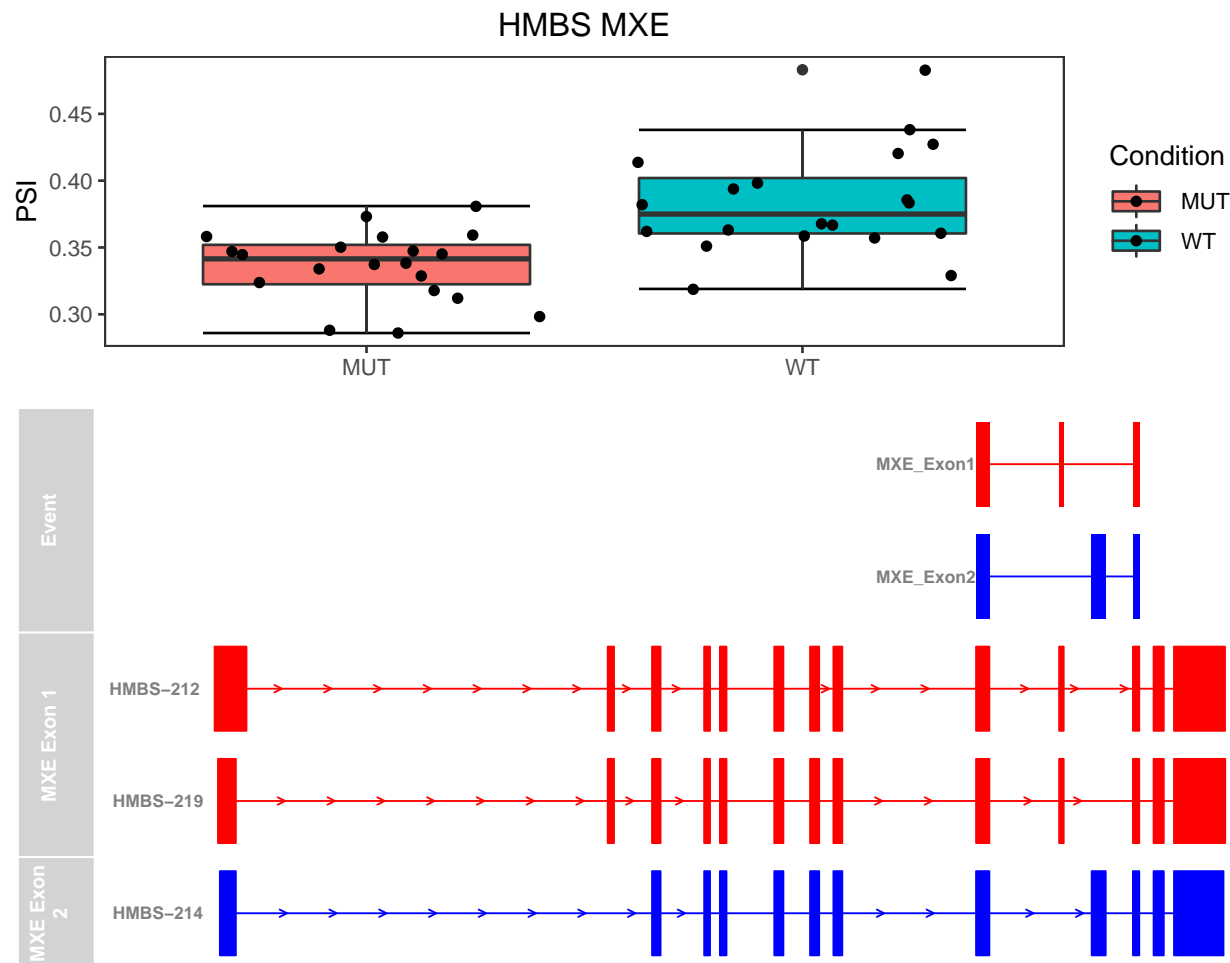 HMBS MXE
PSI
0.45
0.40
0.35
0.30
MUT
WT
Condition
MUT
WT
Event
MXE_Exon1
MXE_Exon2
MXE Exon 1
HMBS−212
HMBS−219
MXE Exon
2
HMBS−214